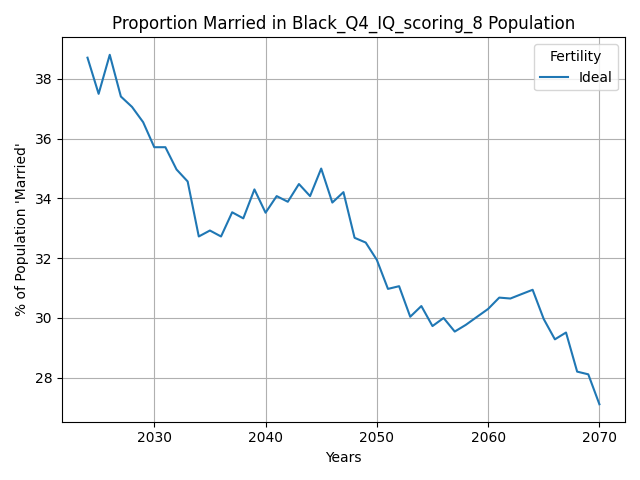 Proportion Married in Black_Q4_IQ_scoring_8 Population
Fertility
Ideal
% of Population 'Married'
38
36
34
32
30
28
2030 2040 2050 2060 2070
Years